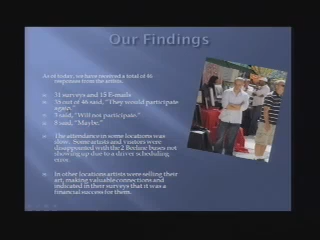 Our Findings
As of today, we have received a total of 46
responses from the artists.
31 surveys and 15 E-mails
38 out of 46 said, "They would participate
again."
3 said, "Will not participate."
5 said, "Maybe."
The attendance in some locations was
slow. Some artists and visitors were
disappointed with the 2 Beeline buses not
showing up due to a driver scheduling
error.
In other locations artists were selling their
art, making valuable connections and
indicated in their surveys that it was a
financial success for them.